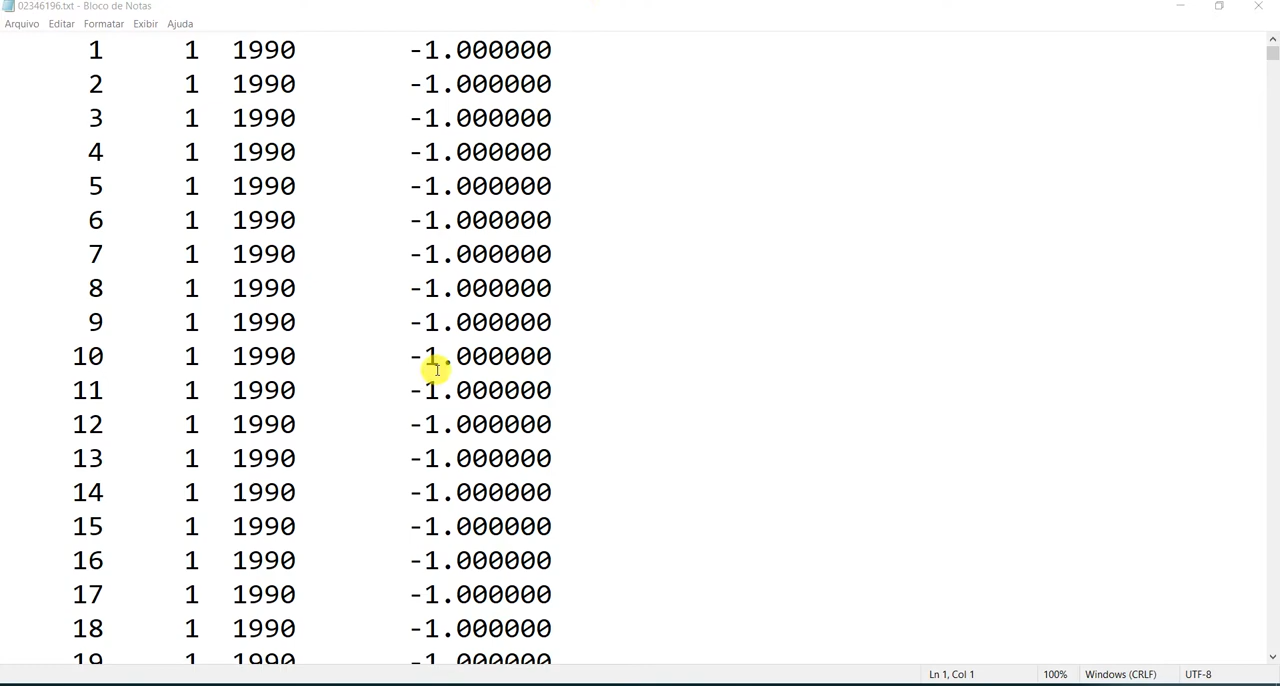 02346196.txt - Bloco de Notas
Arquivo Editar Formatar Exibir Ajuda
1 1 1990 -1.000000
2 1 1990 -1.000000
3 1 1990 -1.000000
4 1 1990 -1.000000
5 1 1990 -1.000000
6 1 1990 -1.000000
7 1 1990 -1.000000
8 1 1990 -1.000000
9 1 1990 -1.000000
10 1 1990 -1.000000
11 1 1990 -1.000000
12 1 1990 -1.000000
13 1 1990 -1.000000
14 1 1990 -1.000000
15 1 1990 -1.000000
16 1 1990 -1.000000
17 1 1990 -1.000000
18 1 1990 -1.000000
19 1 1990 -1.000000
Ln 1, Col 1 100% Windows (CRLF) UTF-8